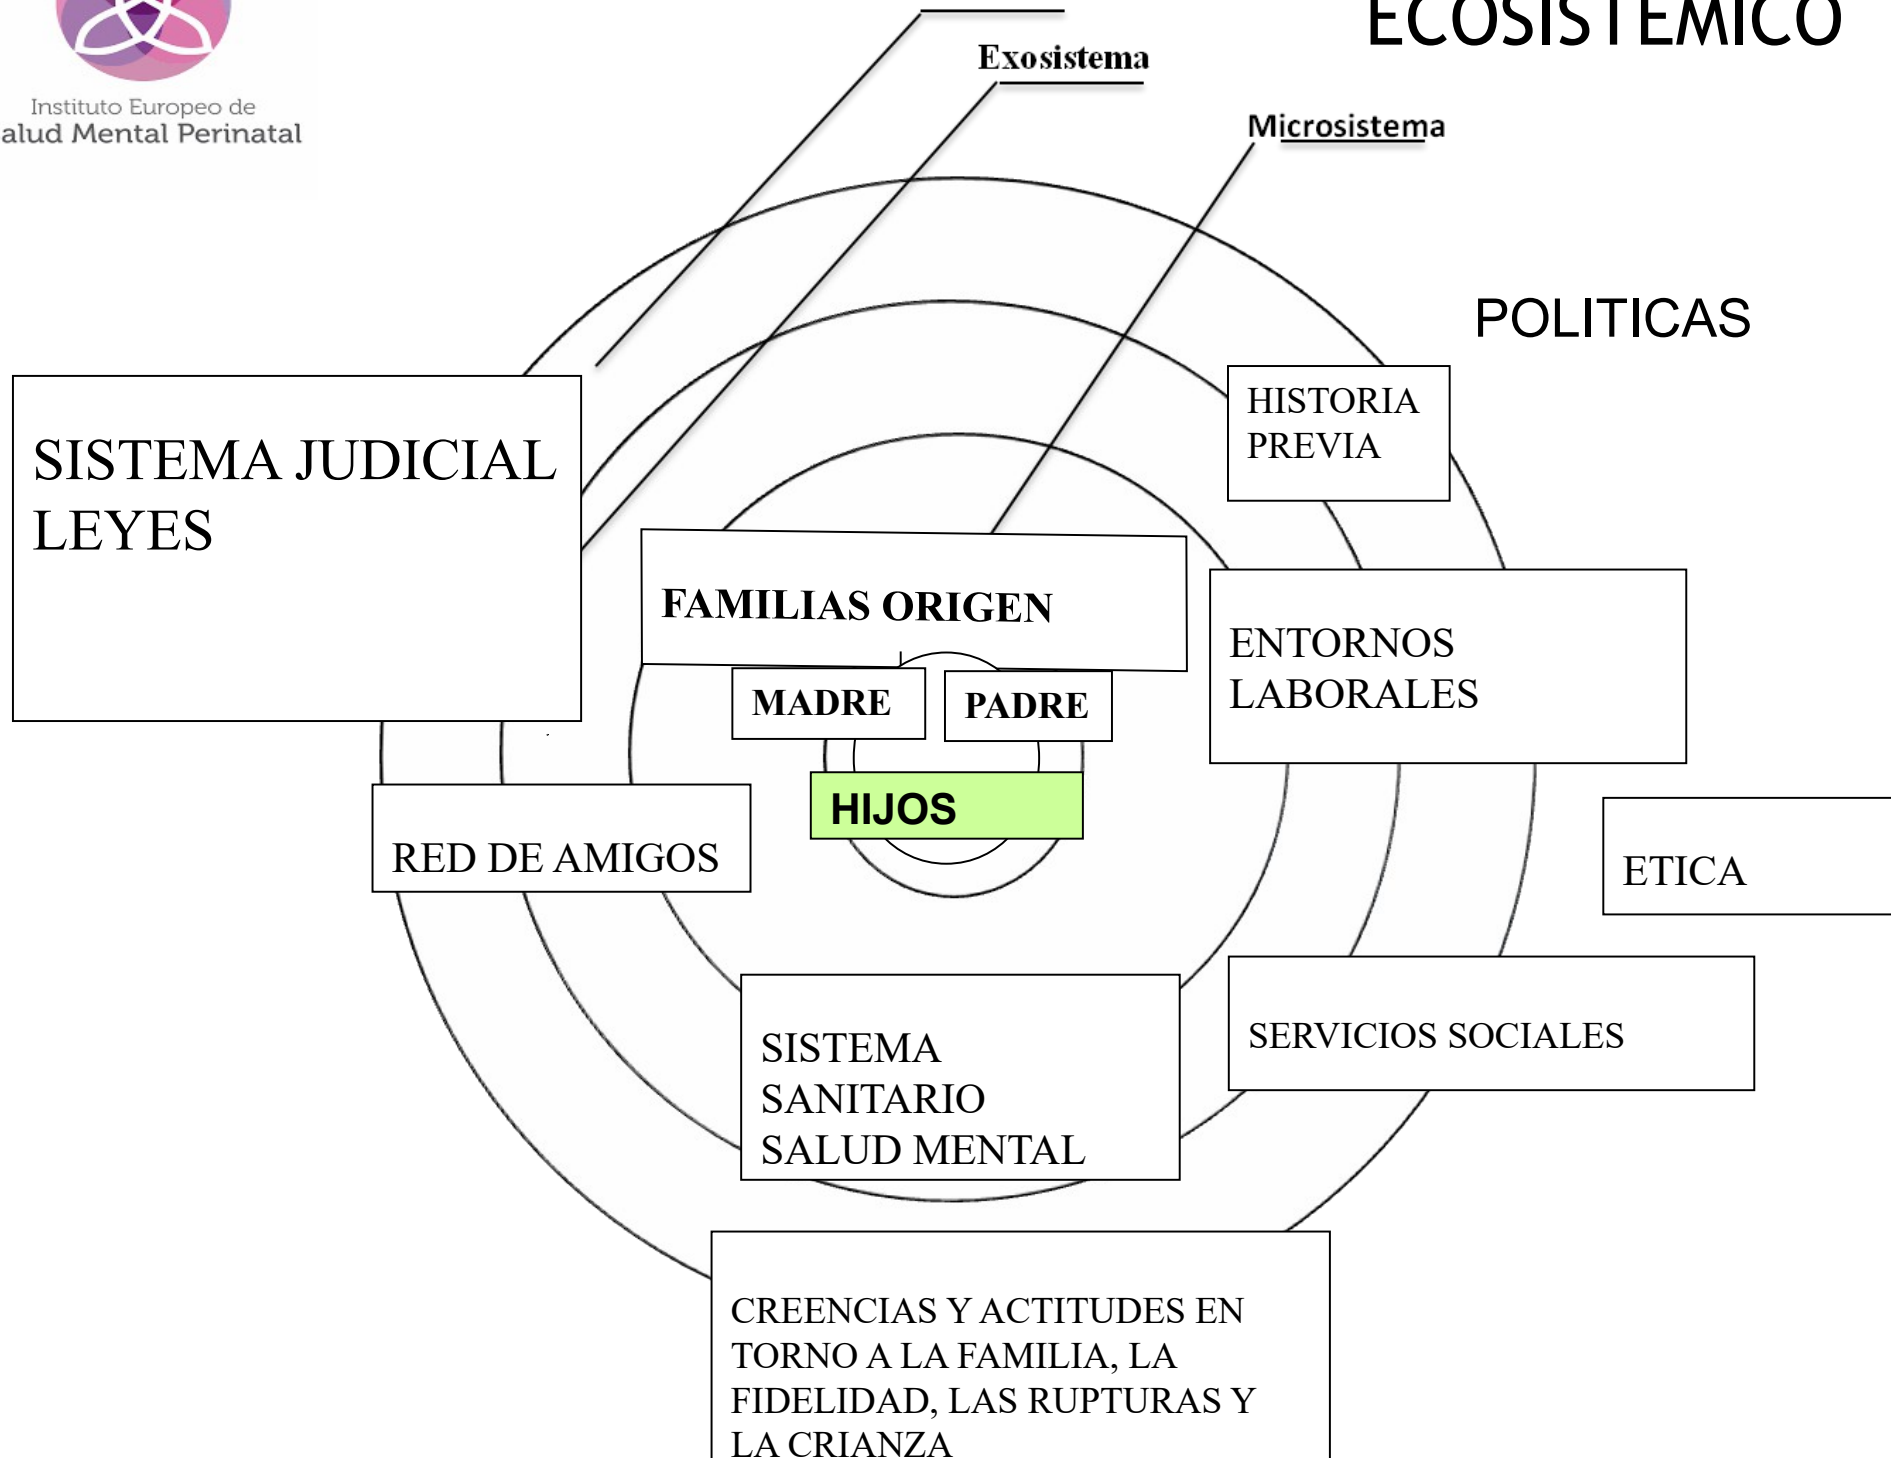 ECOSISTEMICO
Exosistema
Instituto Europeo de
alud Mental Perinatal
Microsistema
POLITICAS
HISTORIA
PREVIA
SISTEMA JUDICIAL
LEYES
FAMILIAS ORIGEN
ENTORNOS
LABORALES
MADRE
PADRE
HIJOS
RED DE AMIGOS
ETICA
SISTEMA
SANITARIO
SALUD MENTAL
SERVICIOS SOCIALES
CREENCIAS Y ACTITUDES EN
TORNO A LA FAMILIA, LA
FIDELIDAD, LAS RUPTURAS Y
LA CRIANZA